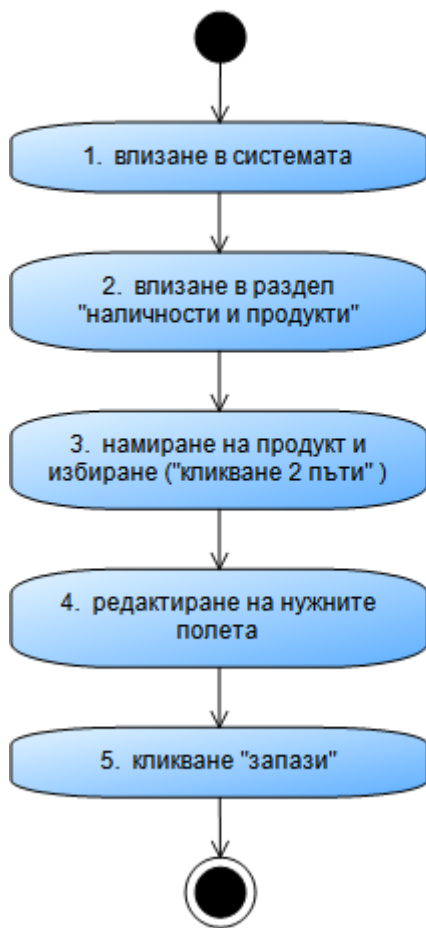 1. влизане в системата
2. влизане в раздел
"наличности и продукти"
3. намиране на продукт и
избиране ("кликване 2 пъти" )
4. редактиране на нужните
полета
5. кликване "запази"